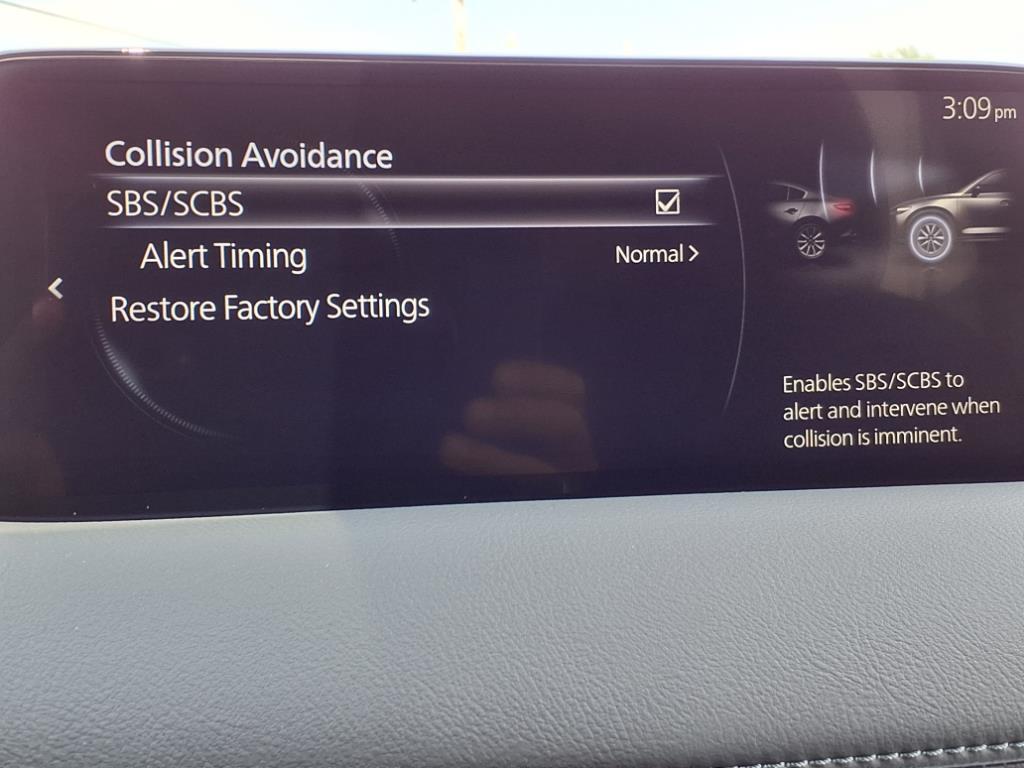 3:09 pm
Collision Avoidance
SBS/SCBS
Alert Timing Normal >
Restore Factory Settings
Enables SBS/SCBS to
alert and intervene when
collision is imminent.